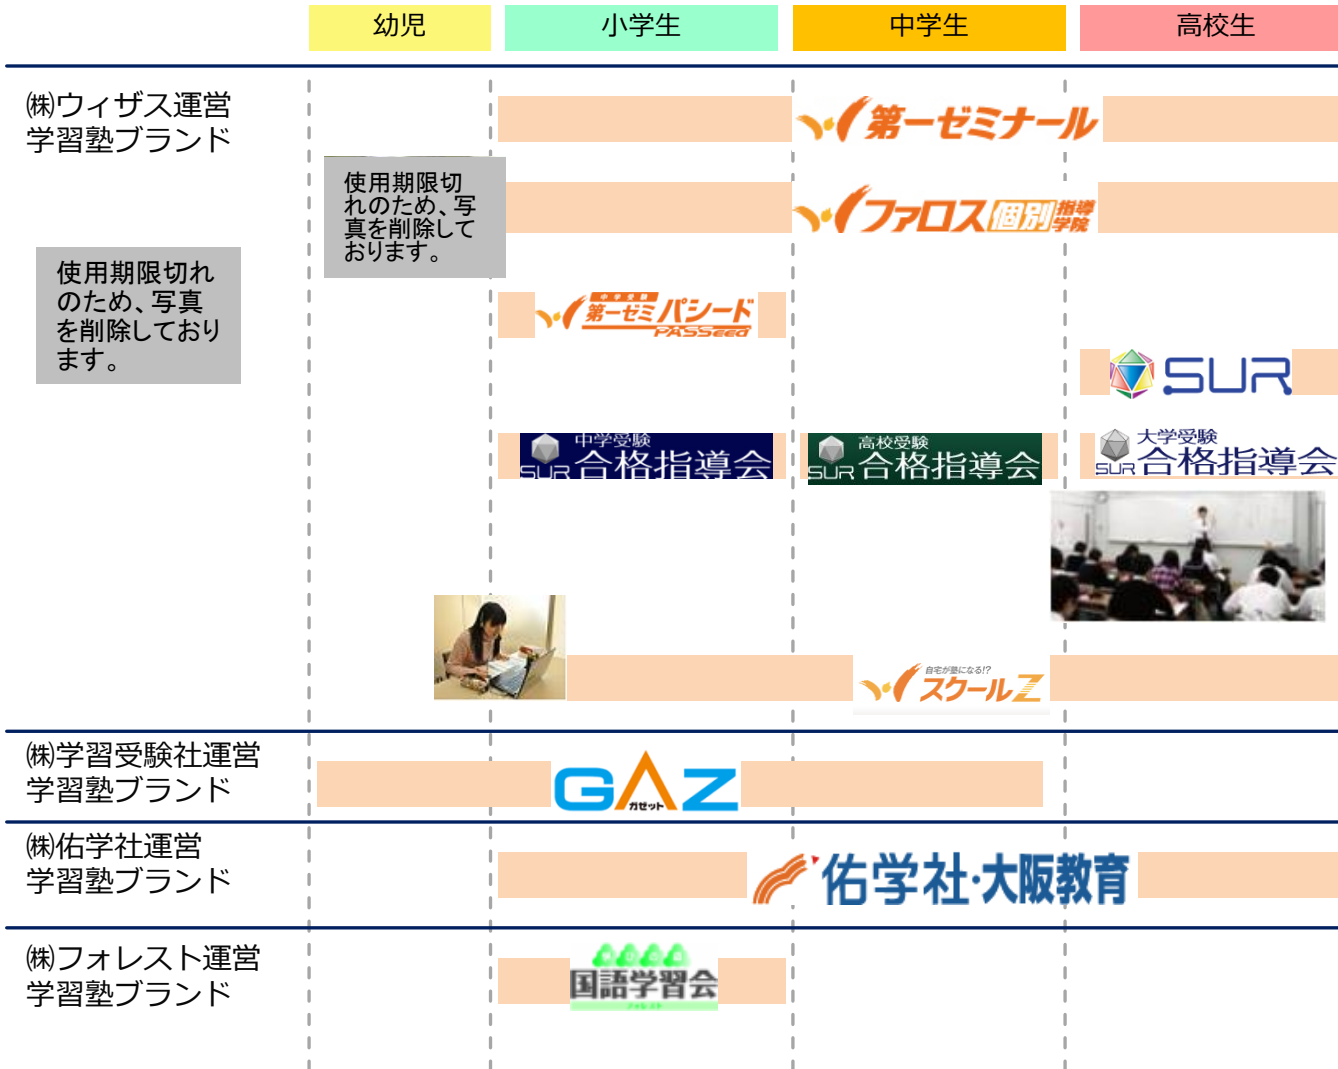 幼児
小学生
中学生
高校生
㈱ウィザス運営
学習塾ブランド
第一ゼミナール
使用期限切
れのため、写
真を削除して
おります。
ファロス個別指導学院
使用期限切れ
のため、写真
を削除しており
ます。
中学受験
第一ゼミパシード
PASSeed
SUR
中学受験
SUR 合格指導会
高校受験
SUR 合格指導会
大学受験
SUR 合格指導会
自宅が塾になる!?
スクールZ
㈱学習受験社運営
学習塾ブランド
GAZ
ガゼット
㈱佑学社運営
学習塾ブランド
佑学社・大阪教育
㈱フォレスト運営
学習塾ブランド
国語学習会
フォレスト